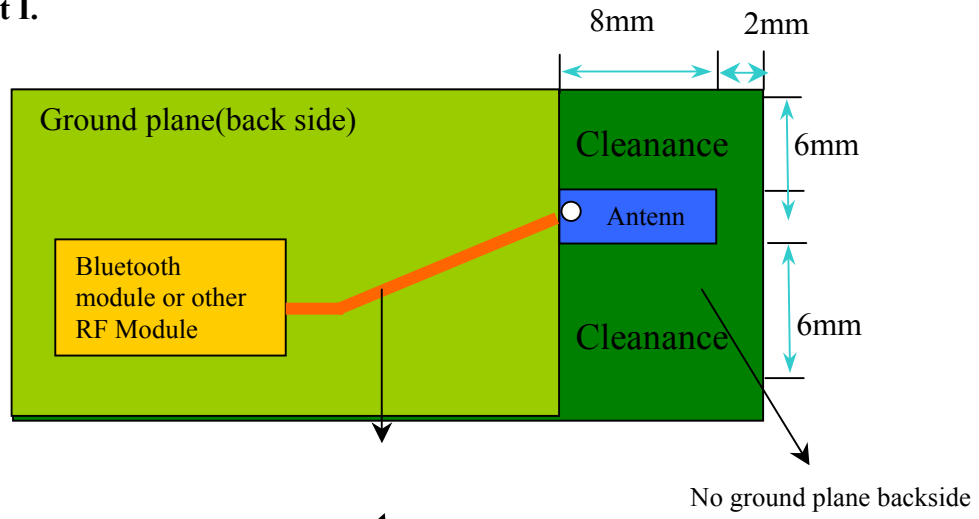 t I.
8mm
2mm
Ground plane(back side)
Cleanance
6mm
Antenn
Bluetooth
module or other
RF Module
Cleanance
6mm
No ground plane backside